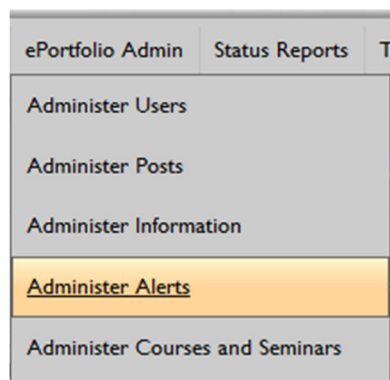 ePortfolio Admin Status Reports T
Administer Users
Administer Posts
Administer Information
Administer Alerts
Administer Courses and Seminars